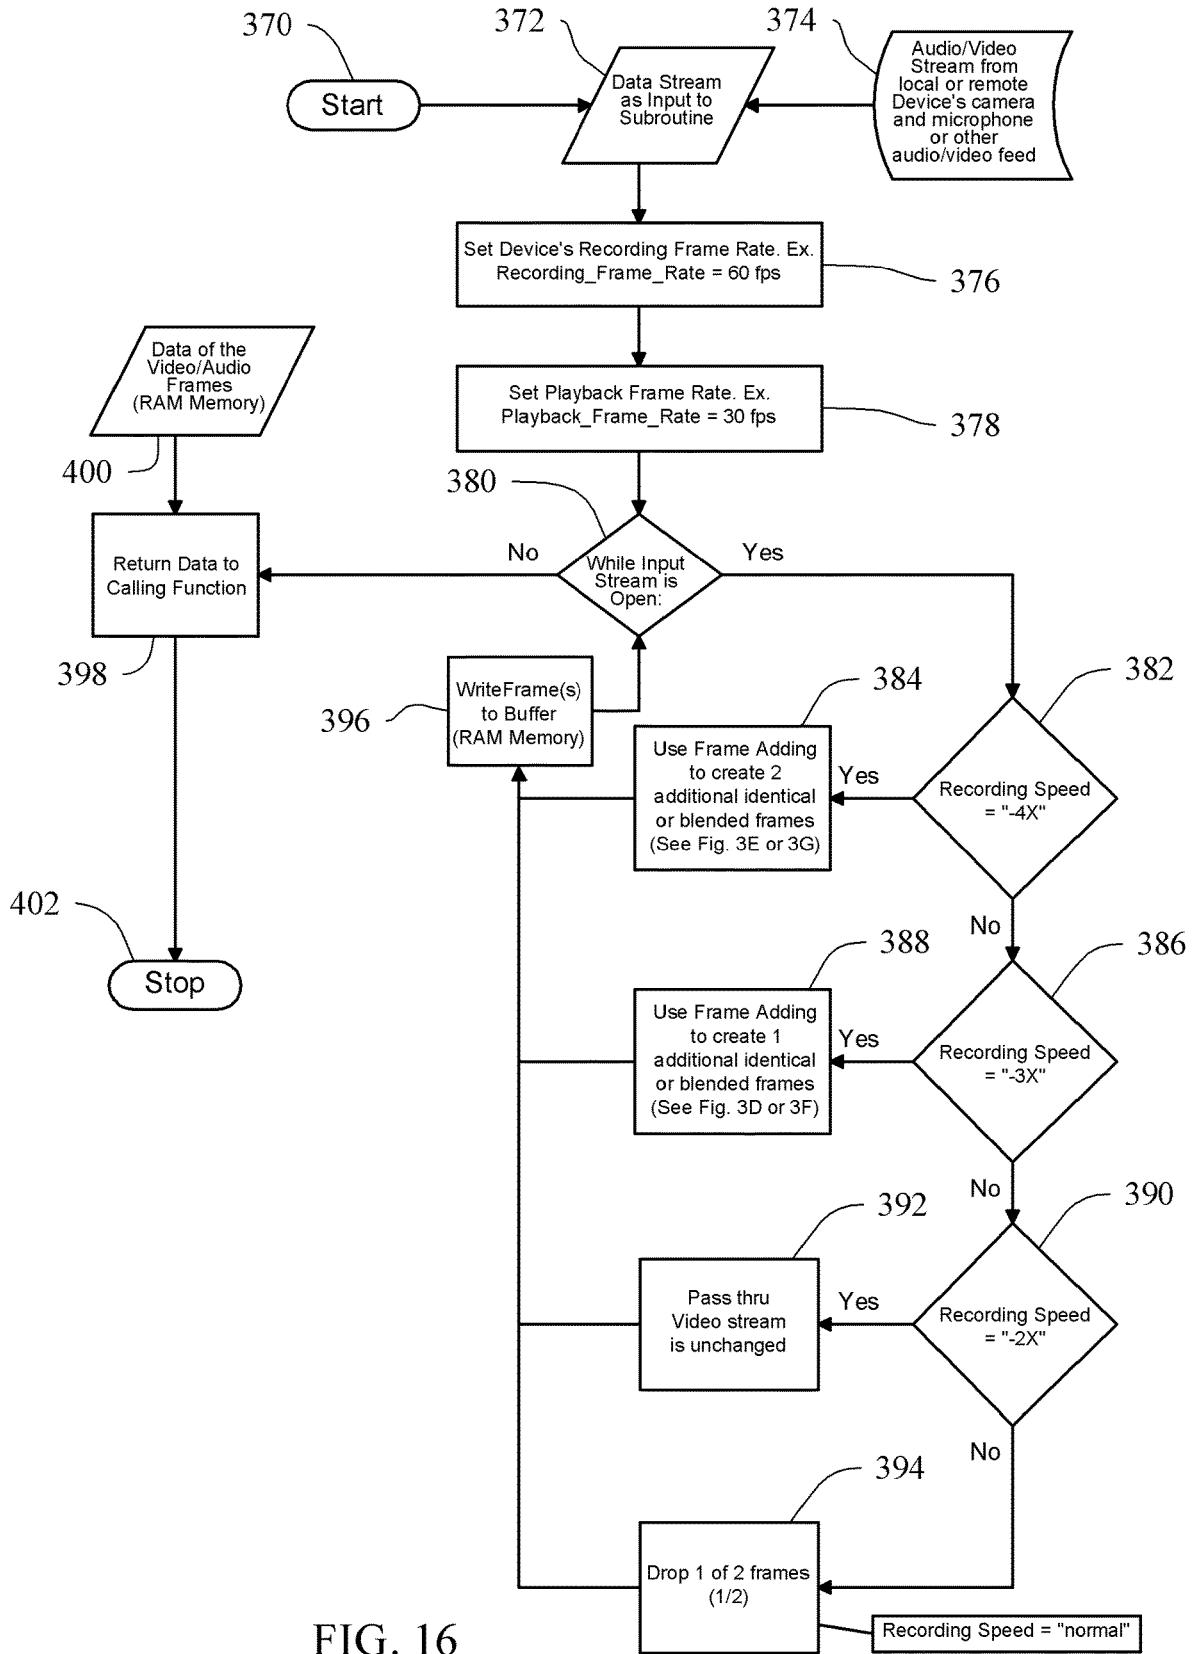 370
372
374
Start
Data Stream
as Input to
Subroutine
Audio/Video
Stream from
local or remote
Device's camera
and microphone
or other
audio/video feed
Set Device's Recording Frame Rate. Ex.
Recording_Frame_Rate = 60 fps
376
Data of the
Video/Audio
Frames
(RAM Memory)
400
Set Playback Frame Rate. Ex.
Playback_Frame_Rate = 30 fps
378
380
No
While Input
Stream is
Open:
Yes
Return Data to
Calling Function
398
396
WriteFrame(s)
to Buffer
(RAM Memory)
384
382
Use Frame Adding
to create 2
additional identical
or blended frames
(See Fig. 3E or 3G)
Yes
Recording Speed
= "-4X"
No
402
Stop
388
386
Use Frame Adding
to create 1
additional identical
or blended frames
(See Fig. 3D or 3F)
Yes
Recording Speed
= "-3X"
No
392
390
Pass thru
Video stream
is unchanged
Yes
Recording Speed
= "-2X"
No
394
Drop 1 of 2 frames
(1/2)
Recording Speed = "normal"
FIG. 16